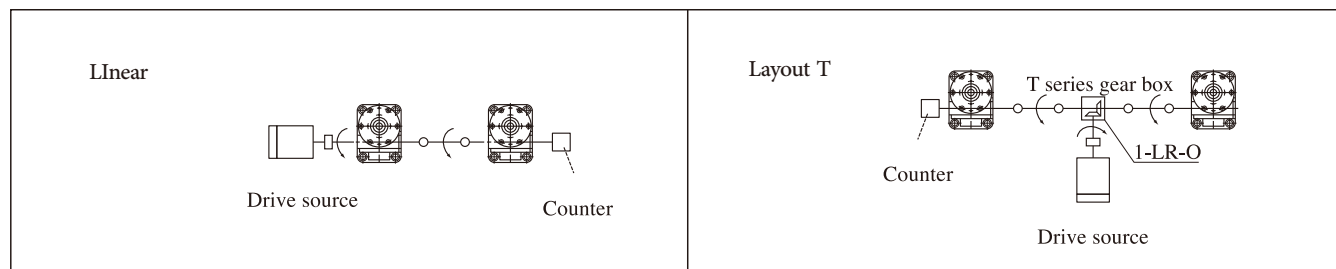 LInear
Drive source
Counter
Layout T
T series gear box
1-LR-O
Counter
Drive source